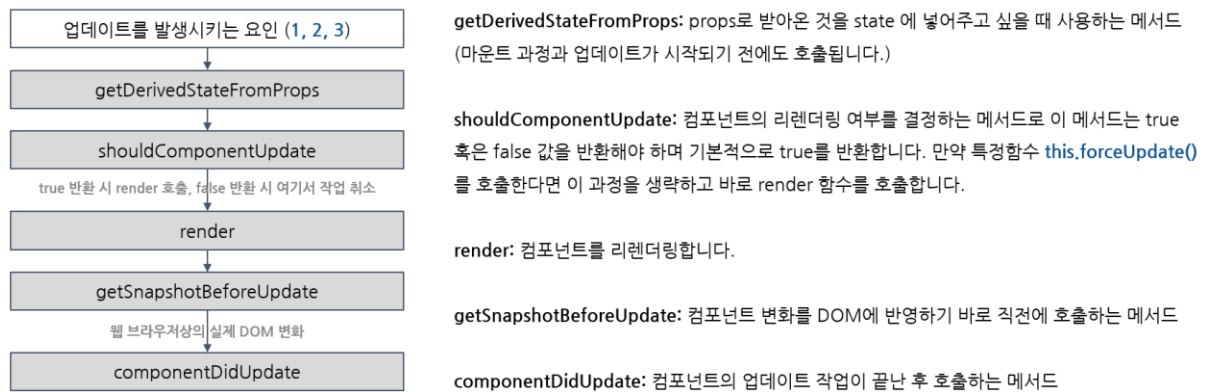 업데이트를 발생시키는 요인 (1, 2, 3)
getDerivedStateFromProps
shouldComponentUpdate
true 반환 시 render 호출, false 반환 시 여기서 작업 취소
render
getSnapshotBeforeUpdate
웹 브라우저상의 실제 DOM 변화
componentDidUpdate
getDerivedStateFromProps: props로 받아온 것을 state 에 넣어주고 싶을 때 사용하는 메서드
(마운트 과정과 업데이트가 시작되기 전에도 호출됩니다.)
shouldComponentUpdate: 컴포넌트의 리렌더링 여부를 결정하는 메서드로 이 메서드는 true
혹은 false 값을 반환해야 하며 기본적으로 true를 반환합니다. 만약 특정함수 this.forceUpdate()
를 호출한다면 이 과정을 생략하고 바로 render 함수를 호출합니다.
render: 컴포넌트를 리렌더링합니다.
getSnapshotBeforeUpdate: 컴포넌트 변화를 DOM에 반영하기 바로 직전에 호출하는 메서드
componentDidUpdate: 컴포넌트의 업데이트 작업이 끝난 후 호출하는 메서드